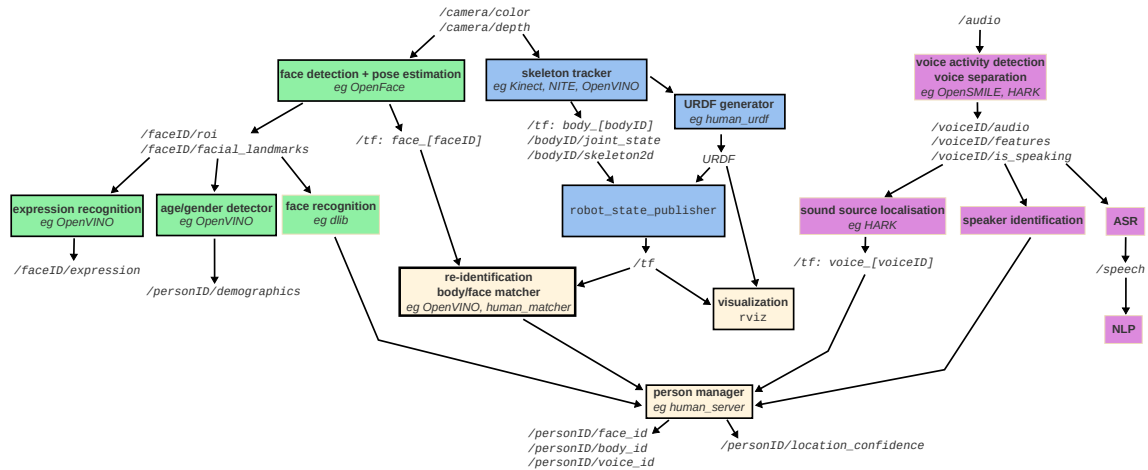 /camera/color
/camera/depth
/audio
face detection + pose estimation
eg OpenFace
skeleton tracker
eg Kinect, NITE, OpenVINO
URDF generator
eg human_urdf
voice activity detection
voice separation
eg OpenSMILE, HARK
/faceID/roi
/faceID/facial_landmarks
/tf: face_[faceID]
/tf: body_[bodyID]
/bodyID/joint_state
/bodyID/skeleton2d
URDF
/voiceID/audio
/voiceID/features
/voiceID/is_speaking
expression recognition
eg OpenVINO
age/gender detector
eg OpenVINO
face recognition
eg dlib
robot_state_publisher
sound source localisation
eg HARK
speaker identification
ASR
/faceID/expression
/personID/demographics
/tf
/tf: voice_[voiceID]
/speech
re-identification
body/face matcher
eg OpenVINO, human_matcher
visualization
rviz
NLP
person manager
eg human_server
/personID/face_id
/personID/body_id
/personID/voice_id
/personID/location_confidence